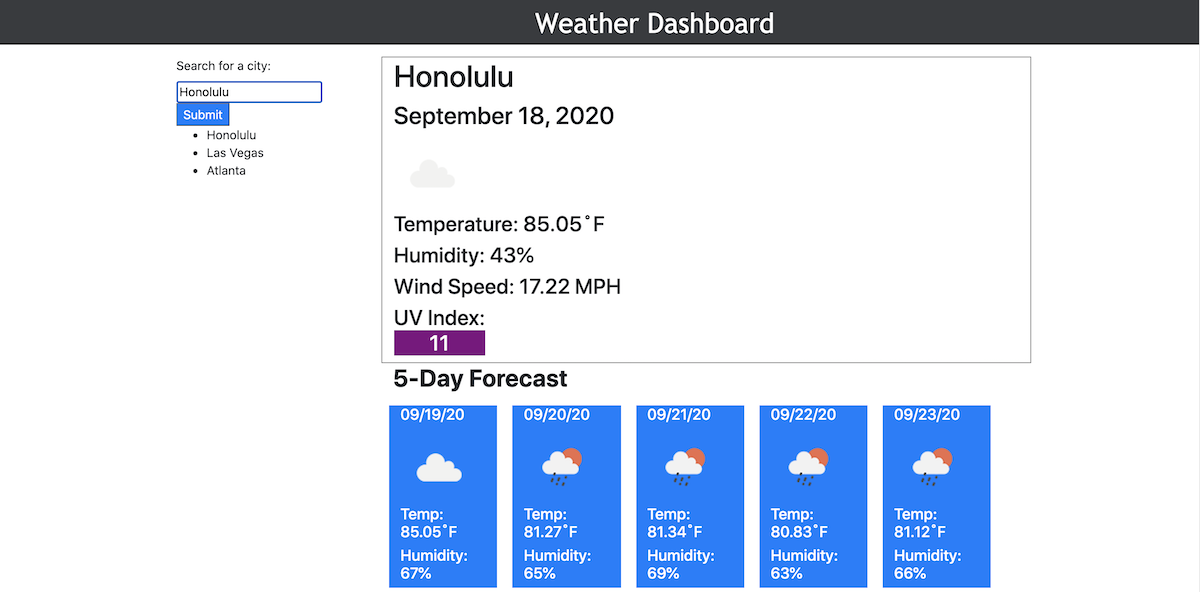 Weather Dashboard
Search for a city:
Honolulu
Submit
Honolulu
Las Vegas
Atlanta
Honolulu
September 18, 2020
Temperature: 85.05°F
Humidity: 43%
Wind Speed: 17.22 MPH
UV Index:
11
5-Day Forecast
09/19/20
Temp:
85.05°F
Humidity:
67%
09/20/20
Temp:
81.27°F
Humidity:
65%
09/21/20
Temp:
81.34°F
Humidity:
69%
09/22/20
Temp:
80.83°F
Humidity:
63%
09/23/20
Temp:
81.12°F
Humidity:
66%